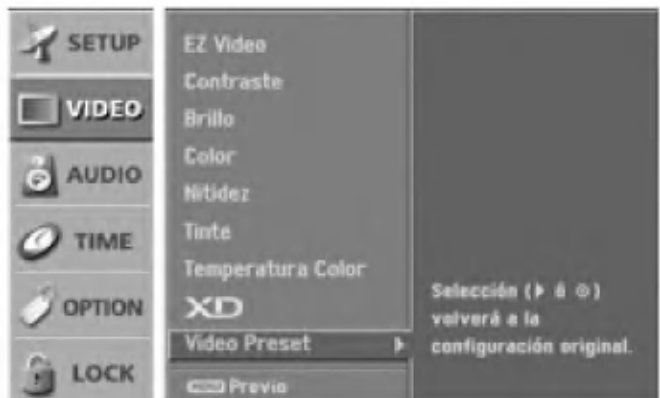 SETUP
VIDEO
AUDIO
TIME
OPTION
LOCK
EZ Video
Contraste
Brillo
Color
Nitidez
Tinte
Temperatura Color
XD
Video Preset
MENU Previo
Selección (▶ ó ⊙)
volverá a la
configuración original.